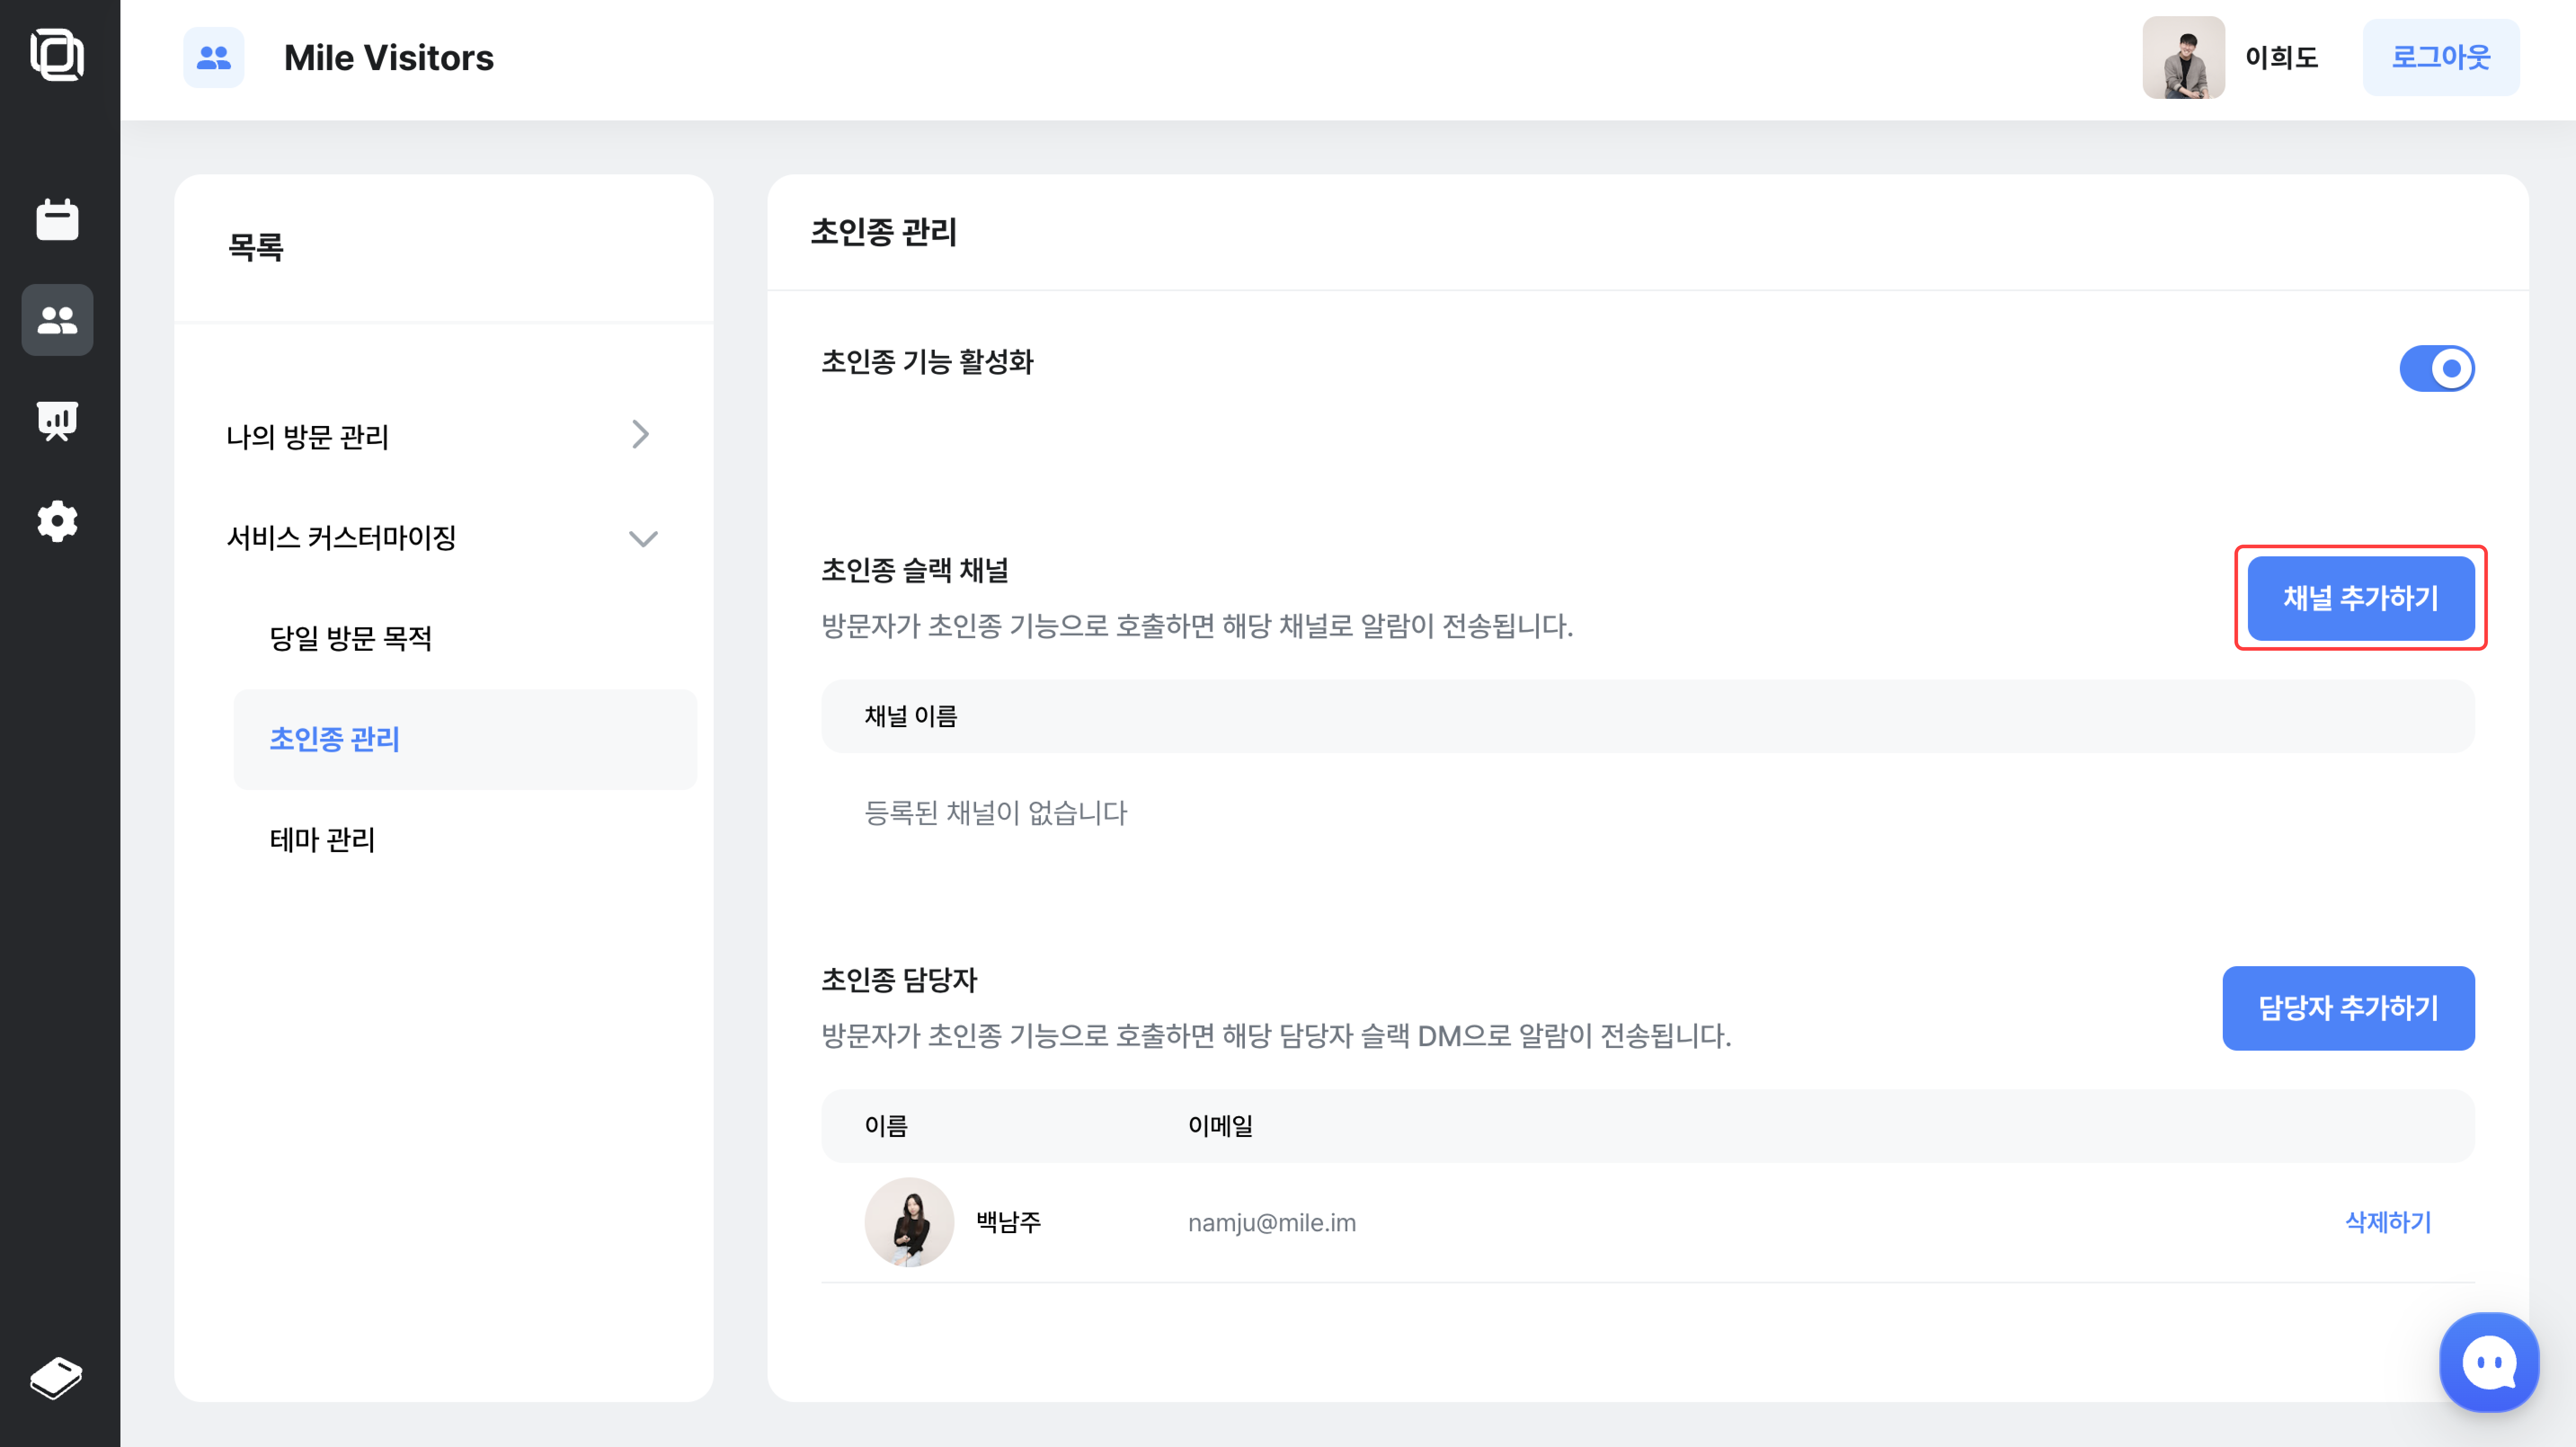 Mile Visitors
이희도
로그아웃
목록
나의 방문 관리
서비스 커스터마이징
당일 방문 목적
초인종 관리
테마 관리
초인종 관리
초인종 기능 활성화
초인종 슬랙 채널
방문자가 초인종 기능으로 호출하면 해당 채널로 알람이 전송됩니다.
채널 추가하기
채널 이름
등록된 채널이 없습니다
초인종 담당자
방문자가 초인종 기능으로 호출하면 해당 담당자 슬랙 DM으로 알람이 전송됩니다.
담당자 추가하기
이름 이메일
백남주 namju@mile.im 삭제하기